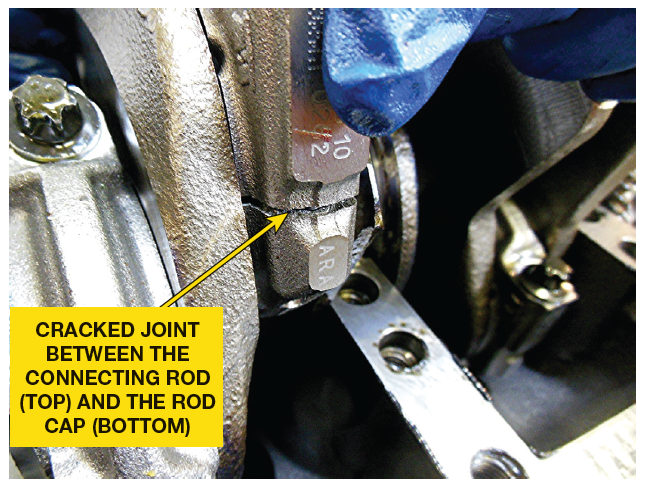 10
2
ARA
CRACKED JOINT
BETWEEN THE
CONNECTING ROD
(TOP) AND THE ROD
CAP (BOTTOM)